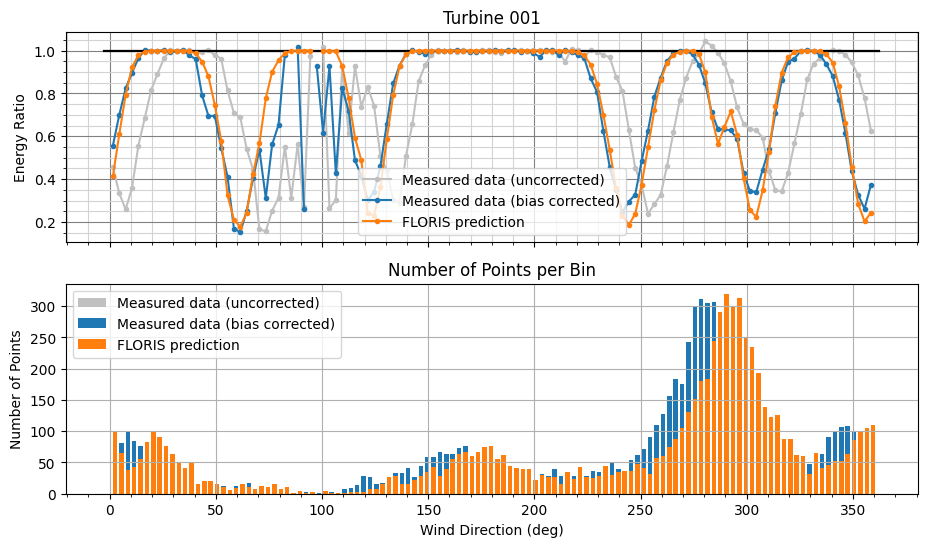 Turbine 001
Energy Ratio
1.0
0.8
0.6
0.4
0.2
Measured data (uncorrected)
Measured data (bias corrected)
FLORIS prediction
Number of Points per Bin
Number of Points
300
250
200
150
100
50
0
Measured data (uncorrected)
Measured data (bias corrected)
FLORIS prediction
0 50 100 150 200 250 300 350
Wind Direction (deg)